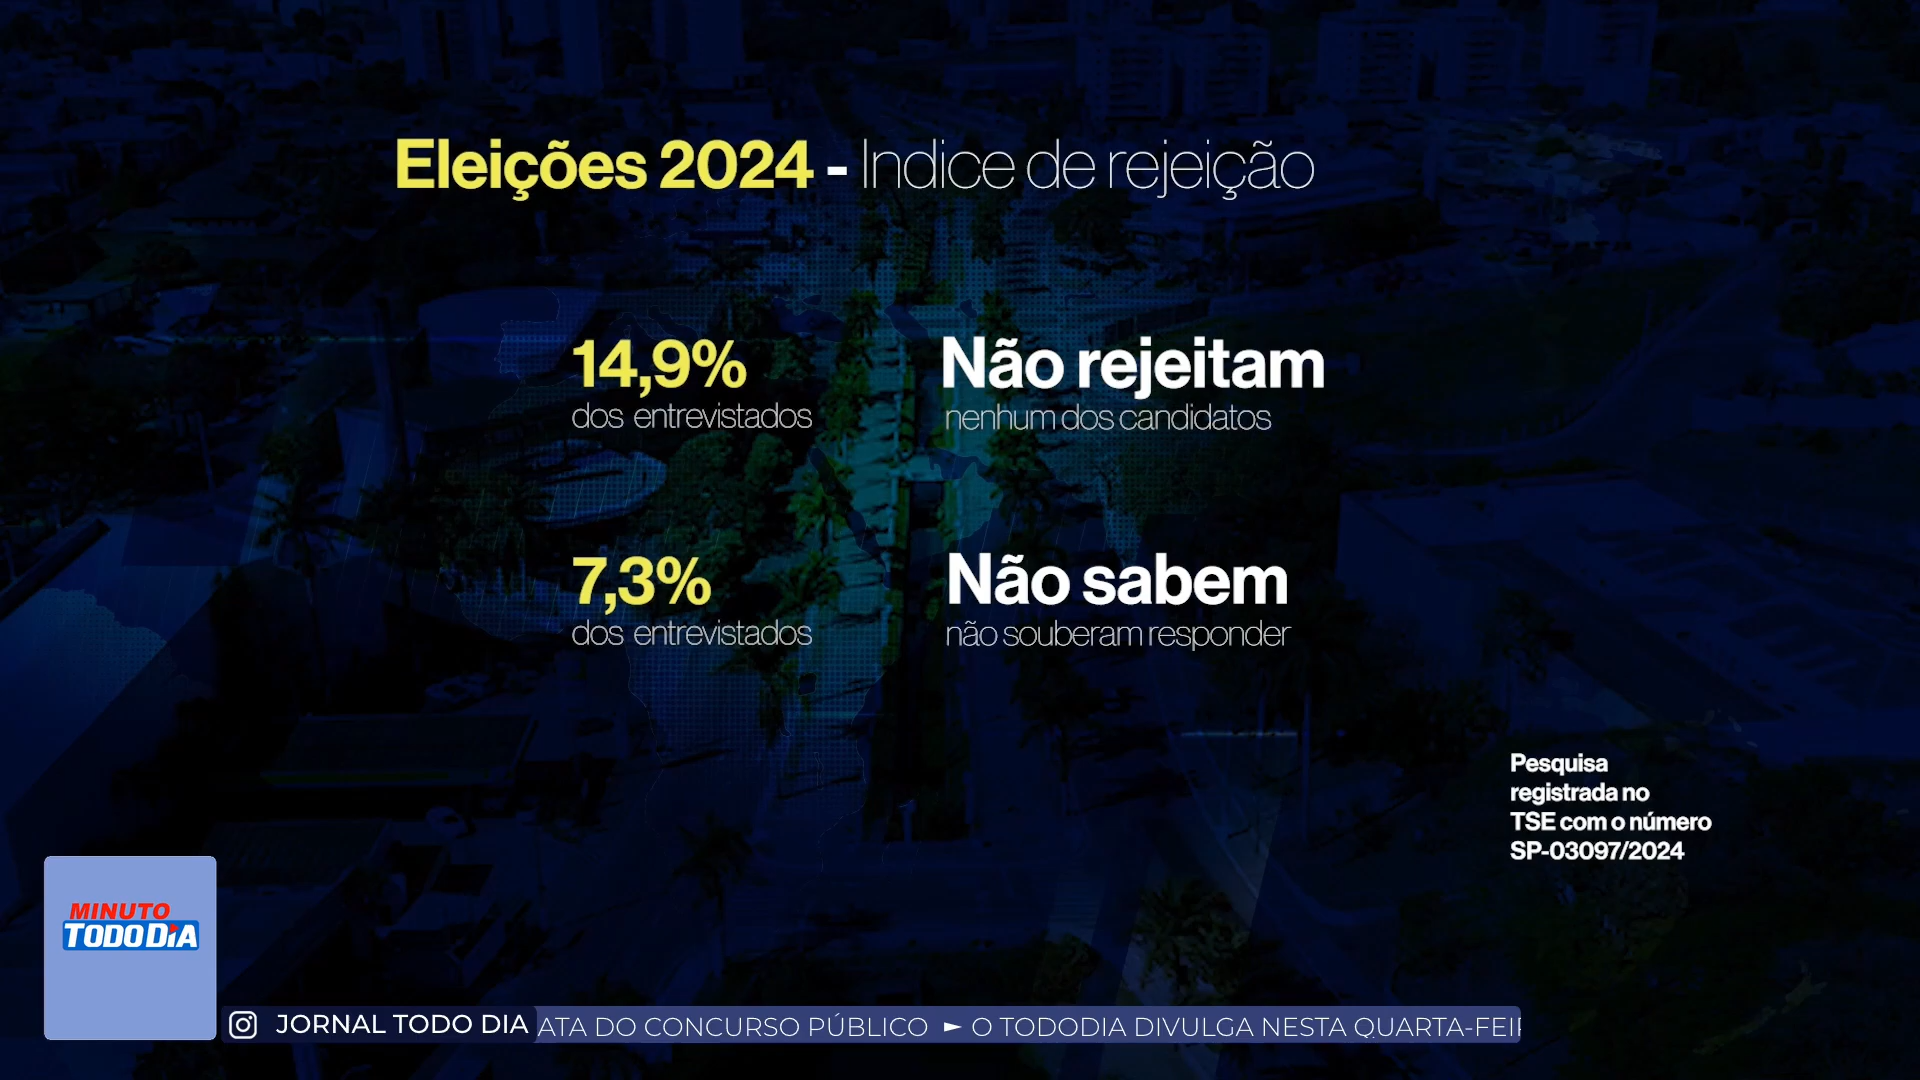 Eleições 2024 - Indice de rejeição
14,9%
dos entrevistados
Não rejeitam
nenhum dos candidatos
7,3%
dos entrevistados
Não sabem
não souberam responder
Pesquisa
registrada no
TSE com o número
SP-03097/2024
MINUTO
TODODIA
JORNAL TODO DIA
ATA DO CONCURSO PÚBLICO ► O TODODIA DIVULGA NESTA QUARTA-FEI